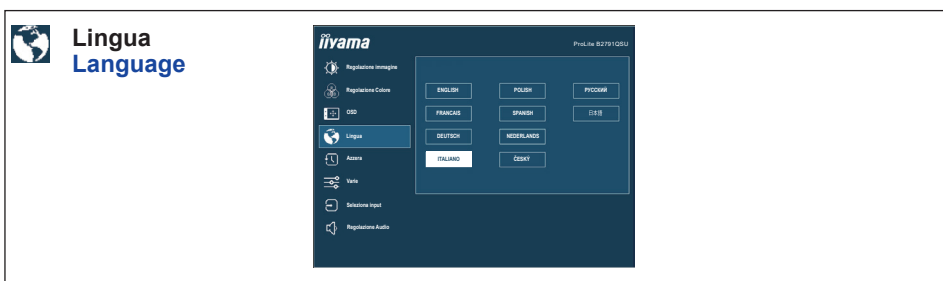 Lingua
Language
iiyama
ProLite B2791QSU
Regolazione Immagine
Regolazione Colore
OSD
Lingua
Azzera
Varie
Seleziona Input
Regolazione Audio
ENGLISH POLISH РУССКИЙ
FRANCAIS SPANISH 日本語
DEUTSCH NEDERLANDS
ITALIANO ČESKÝ